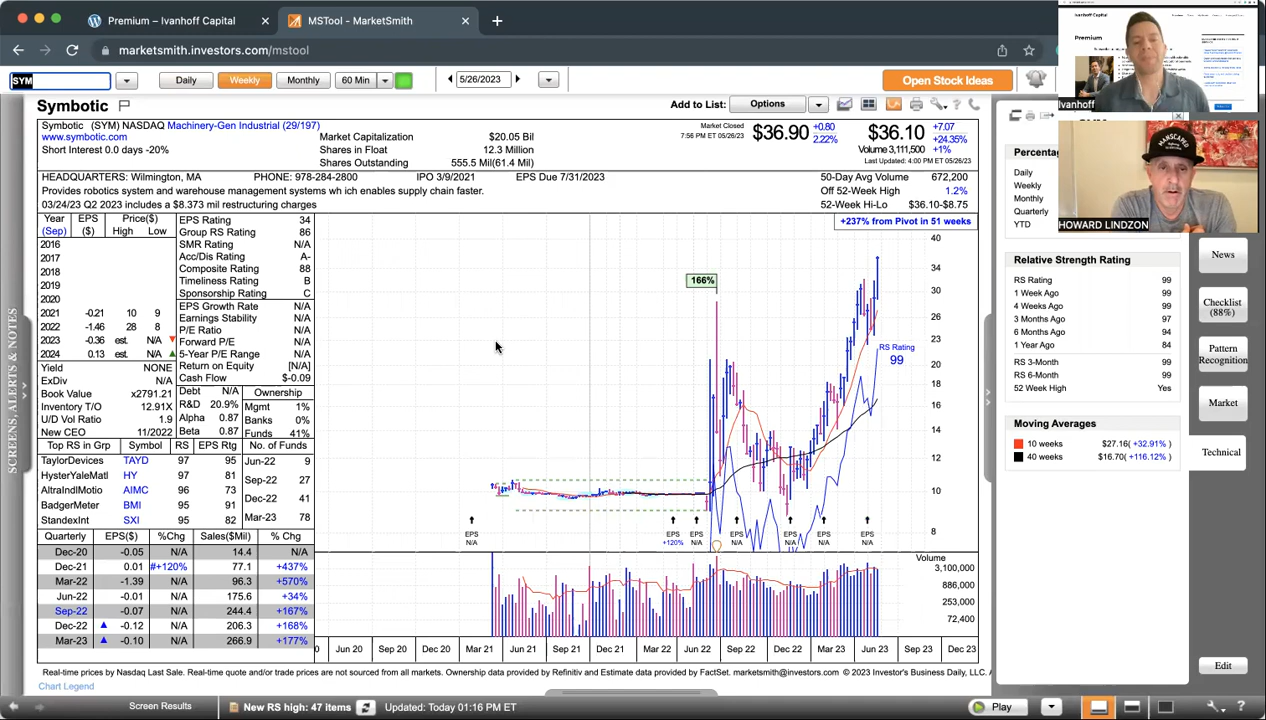 Premium – Ivanhoff Capital
MSTool - MarketSmith
marketsmith.investors.com/mstool
SYM
Daily
Weekly
Monthly
60 Min
5/26/2023
Open Stock Ideas
Symbotic
Add to List:
Options
Symbotic (SYM) NASDAQ Machinery-Gen Industrial (29/197)
www.symbotic.com
Short Interest 0.0 days -20%
Market Capitalization $20.05 Bil
Shares in Float 12.3 Million
Shares Outstanding 555.5 Mil(61.4 Mil)
Market Closed
7:56 PM ET 05/26/23
$36.90 +0.80
2.22%
$36.10 +7.07
+24.35%
Volume 3,111,500 +1%
Last Updated: 4:00 PM ET 05/26/23
HEADQUARTERS: Wilmington, MA PHONE: 978-284-2800 IPO 3/9/2021 EPS Due 7/31/2023
Provides robotics system and warehouse management systems wh ich enables supply chain faster.
03/24/23 Q2 2023 includes a $8.373 mil restructuring charges
50-Day Avg Volume 672,200
Off 52-Week High 1.2%
52-Week Hi-Lo $36.10-$8.75
Year EPS Price($)
(Sep) ($) High Low
2016
2017
2018
2019
2020
2021 -0.21 10 9
2022 -1.46 28 8
2023 -0.36 est. N/A
2024 0.13 est. N/A
Yield NONE
ExDiv N/A
Book Value x2791.21
Inventory T/O 12.91X
U/D Vol Ratio 1.9
New CEO 11/2022
EPS Rating 34
Group RS Rating 86
SMR Rating N/A
Acc/Dis Rating A-
Composite Rating 88
Timeliness Rating B
Sponsorship Rating C
EPS Growth Rate N/A
Earnings Stability N/A
P/E Ratio N/A
Forward P/E N/A
5-Year P/E Range N/A
Return on Equity [N/A]
Cash Flow $-0.09
Debt N/A
R&D 20.9%
Alpha 0.87
Beta 0.87
Ownership
Mgmt 1%
Banks 0%
Funds 41%
Top RS in Grp Symbol RS EPS Rtg
TaylorDevices TAYD 97 95
HysterYaleMatl HY 97 81
AltraIndlMotio AIMC 96 73
BadgerMeter BMI 95 91
StandexInt SXI 95 82
No. of Funds
Jun-22 9
Sep-22 27
Dec-22 41
Mar-23 78
Quarterly EPS($) %Chg Sales($Mil) % Chg
Dec-20 -0.05 N/A 14.4 N/A
Dec-21 0.01 #+120% 77.1 +437%
Mar-22 -1.39 N/A 96.3 +570%
Jun-22 -0.01 N/A 175.6 +34%
Sep-22 -0.07 N/A 244.4 +167%
Dec-22 -0.12 N/A 206.3 +168%
Mar-23 -0.10 N/A 266.9 +177%
+237% from Pivot in 51 weeks
166%
RS Rating
99
40
34
30
26
23
20
18
16
14
12
10
8
EPS N/A
EPS +120%
EPS N/A
EPS N/A
EPS N/A
EPS N/A
EPS N/A
Volume
3,100,000
886,000
253,000
72,400
0 Jun 20 Sep 20 Dec 20 Mar 21 Jun 21 Sep 21 Dec 21 Mar 22 Jun 22 Sep 22 Dec 22 Mar 23 Jun 23 Sep 23 Dec 23
Real-time prices by Nasdaq Last Sale. Real-time quote and/or trade prices are not sourced from all markets. Ownership data provided by Refinitiv and Estimate data provided by FactSet. marketsmith@investors.com © 2023 Investor's Business Daily, LLC.
Chart Legend
SCREENS, ALERTS & NOTES
Ivanhoff Capital
Premium
Ivanhoff
HOWARD LINDZON
Percenta
Daily
Weekly
Monthly
Quarterly
YTD
Relative Strength Rating
RS Rating 99
1 Week Ago 99
4 Weeks Ago 99
3 Months Ago 97
6 Months Ago 94
1 Year Ago 84
RS 3-Month 99
RS 6-Month 99
52 Week High Yes
Moving Averages
10 weeks $27.16( +32.91%)
40 weeks $16.70( +116.12%)
News
Checklist
(88%)
Pattern
Recognition
Market
Technical
Edit
Screen Results
New RS high: 47 items
Updated: Today 01:16 PM ET
Play